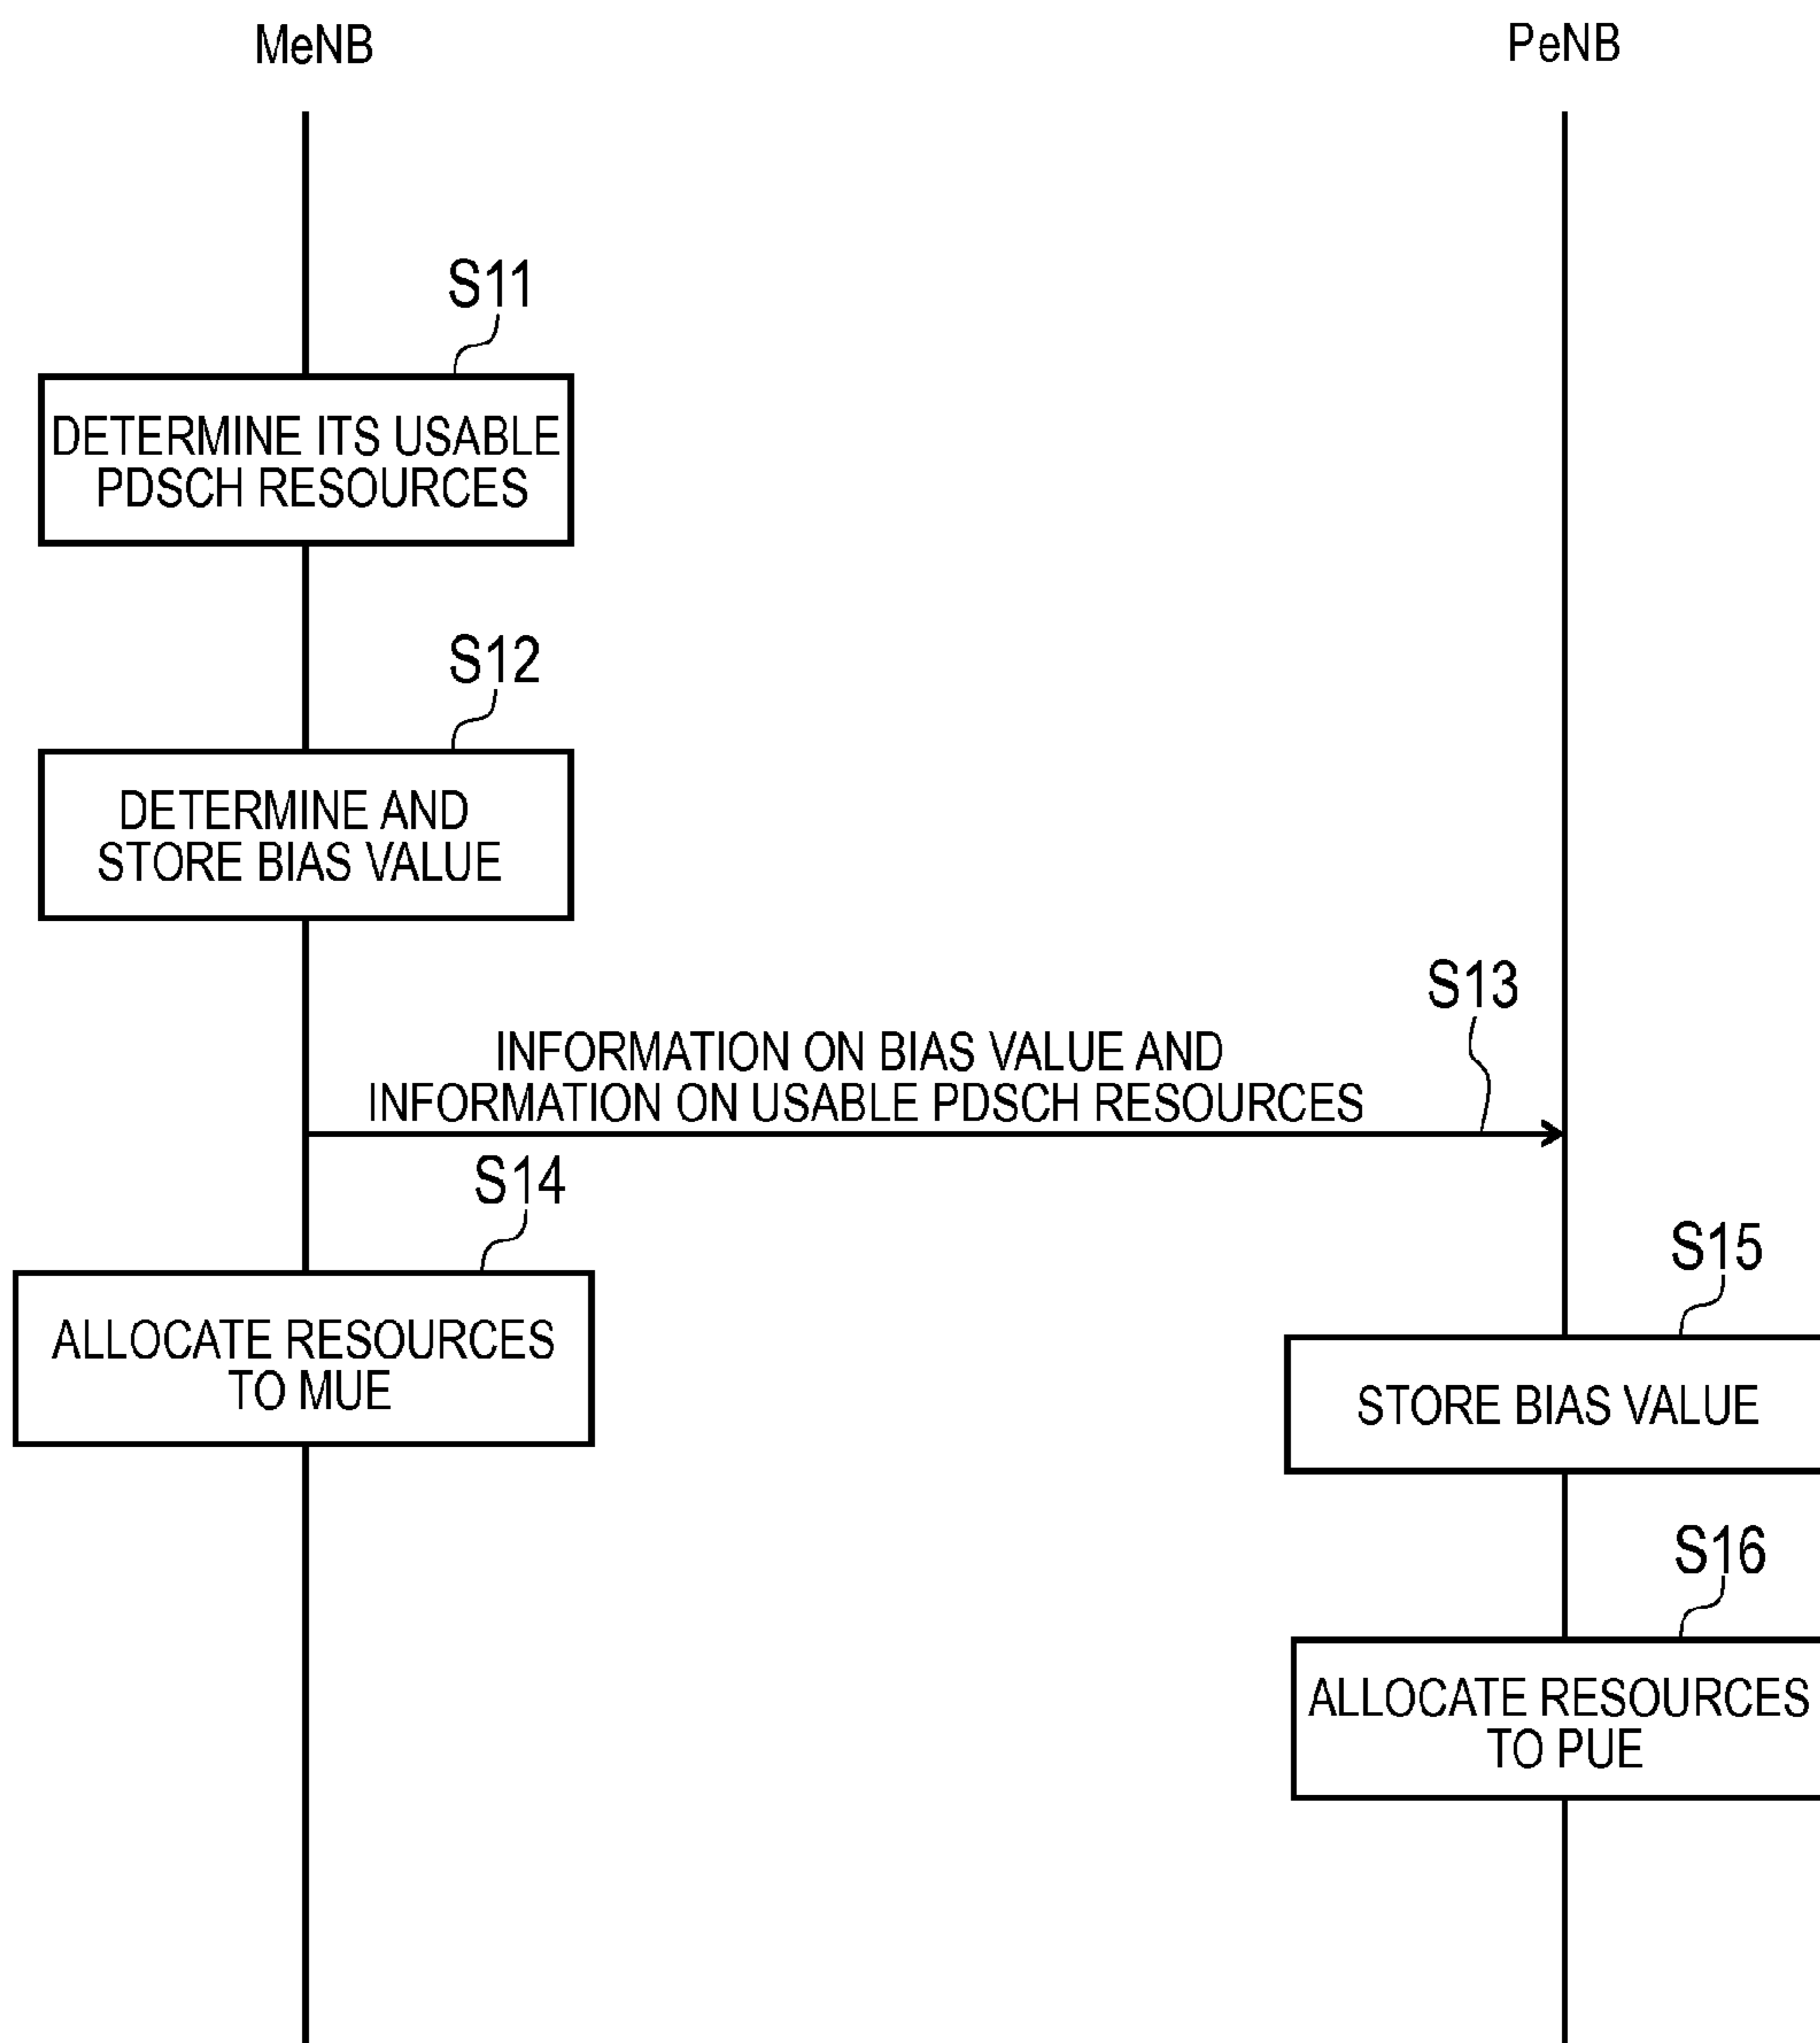 MeNB
PeNB
S11
DETERMINE ITS USABLE
PDSCH RESOURCES
S12
DETERMINE AND
STORE BIAS VALUE
S13
INFORMATION ON BIAS VALUE AND
INFORMATION ON USABLE PDSCH RESOURCES
S14
ALLOCATE RESOURCES
TO MUE
S15
STORE BIAS VALUE
S16
ALLOCATE RESOURCES
TO PUE